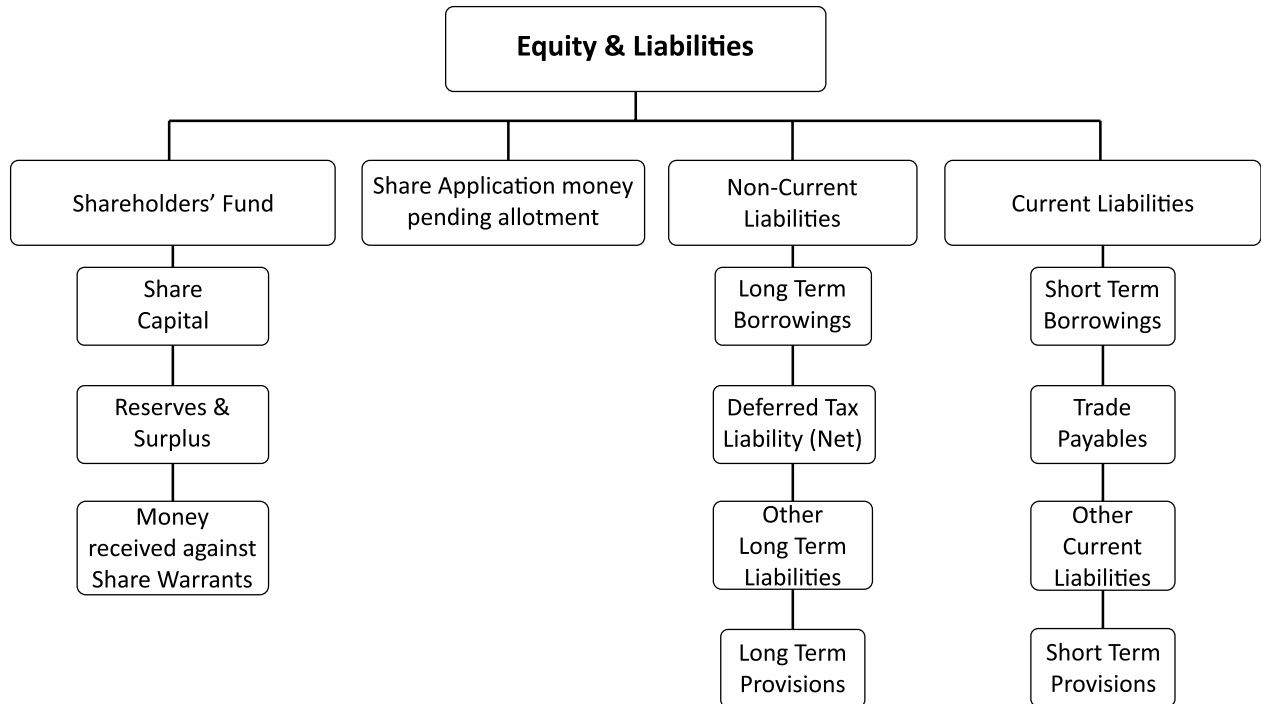 Equity & Liabilities
Shareholders’ Fund
Share Application money
pending allotment
Non-Current
Liabilities
Current Liabilities
Share
Capital
Reserves &
Surplus
Money
received against
Share Warrants
Long Term
Borrowings
Deferred Tax
Liability (Net)
Other
Long Term
Liabilities
Long Term
Provisions
Short Term
Borrowings
Trade
Payables
Other
Current
Liabilities
Short Term
Provisions